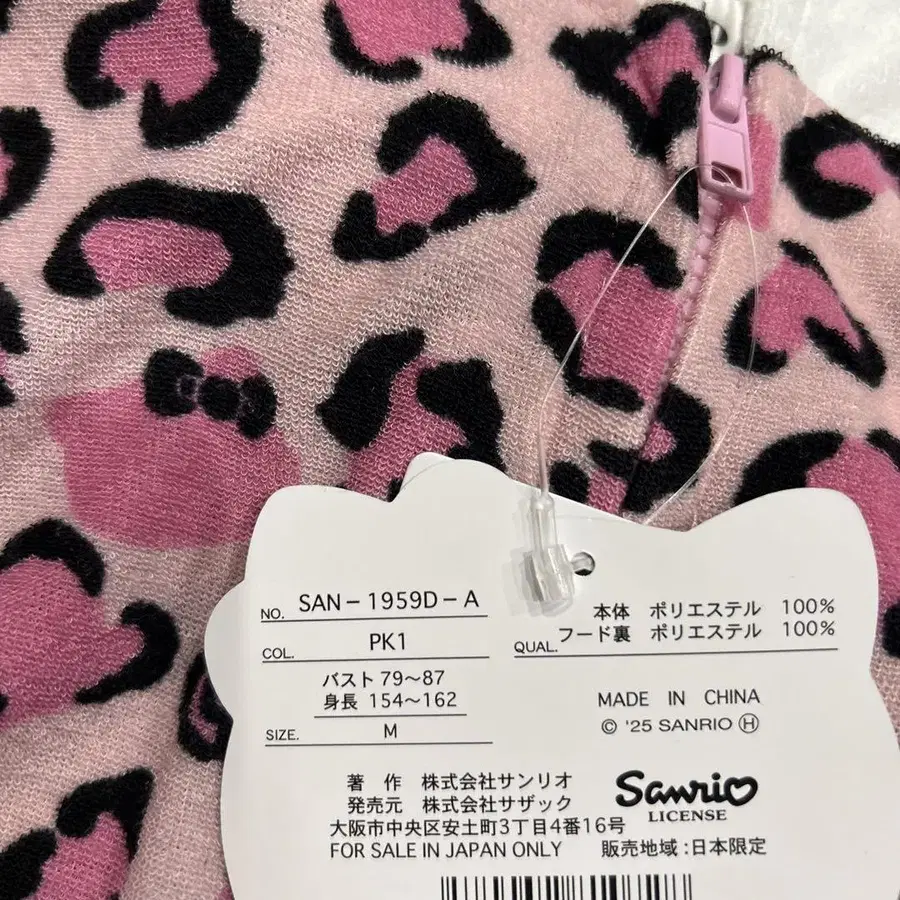 NO. SAN-1959D-A
COL. PK1
バスト 79〜87
身長 154〜162
SIZE. M
本体 ポリエステル 100%
QUAL. フード裏 ポリエステル 100%
MADE IN CHINA
© '25 SANRIO Ⓗ
著 作 株式会社サンリオ
発売元 株式会社サザック
大阪市中央区安土町3丁目4番16号
FOR SALE IN JAPAN ONLY 販売地域:日本限定
Sanrio
LICENSE